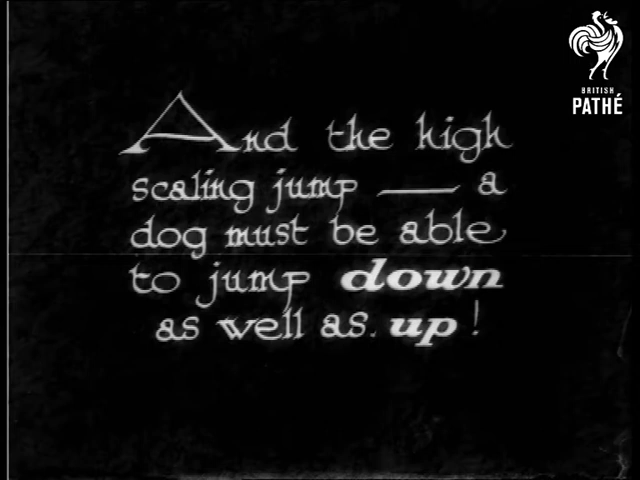 BRITISH
PATHÉ
And the high
scaling jump — a
dog must be able
to jump down
as well as. up!